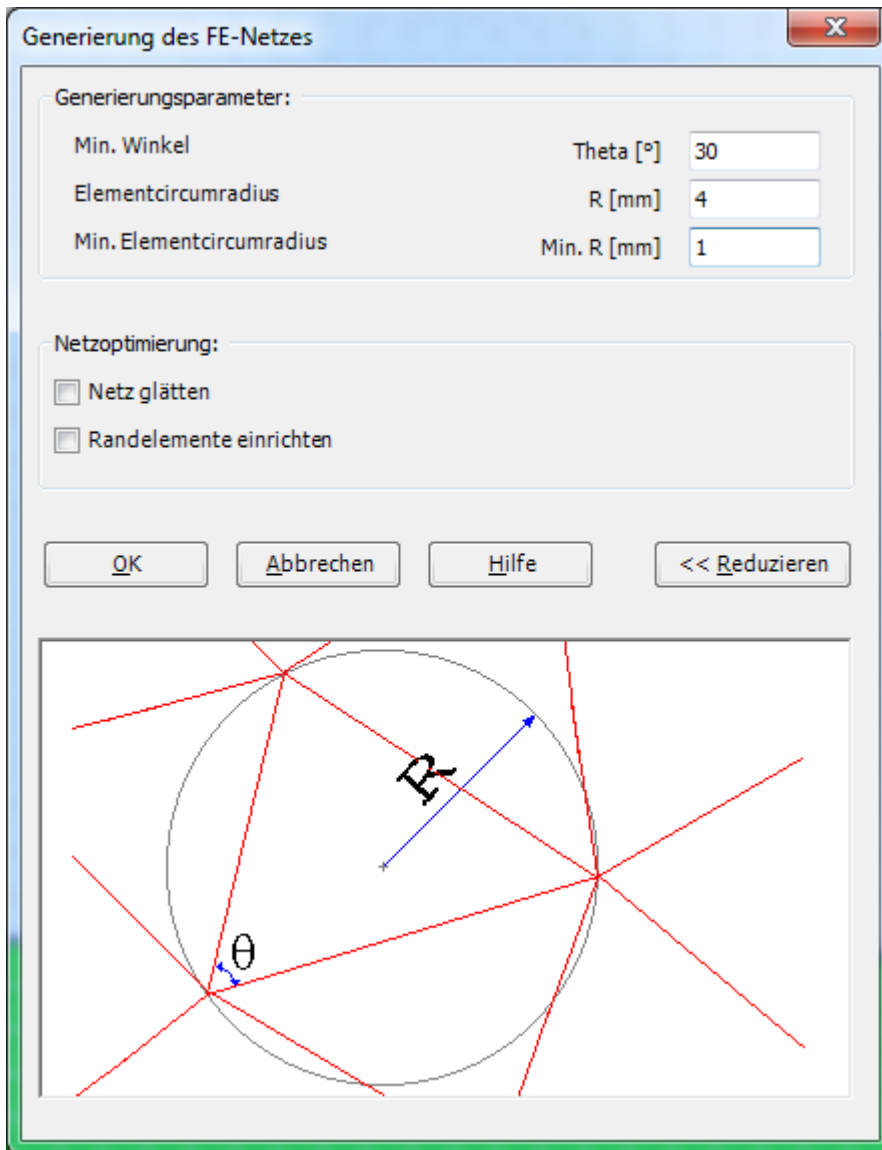 Generierung des FE-Netzes
Generierungsparameter:
Min. Winkel Theta [°] 30
Elementcircumradius R [mm] 4
Min. Elementcircumradius Min. R [mm] 1
Netzoptimierung:
Netz glätten
Randelemente einrichten
OK Abbrechen Hilfe << Reduzieren
R
θ